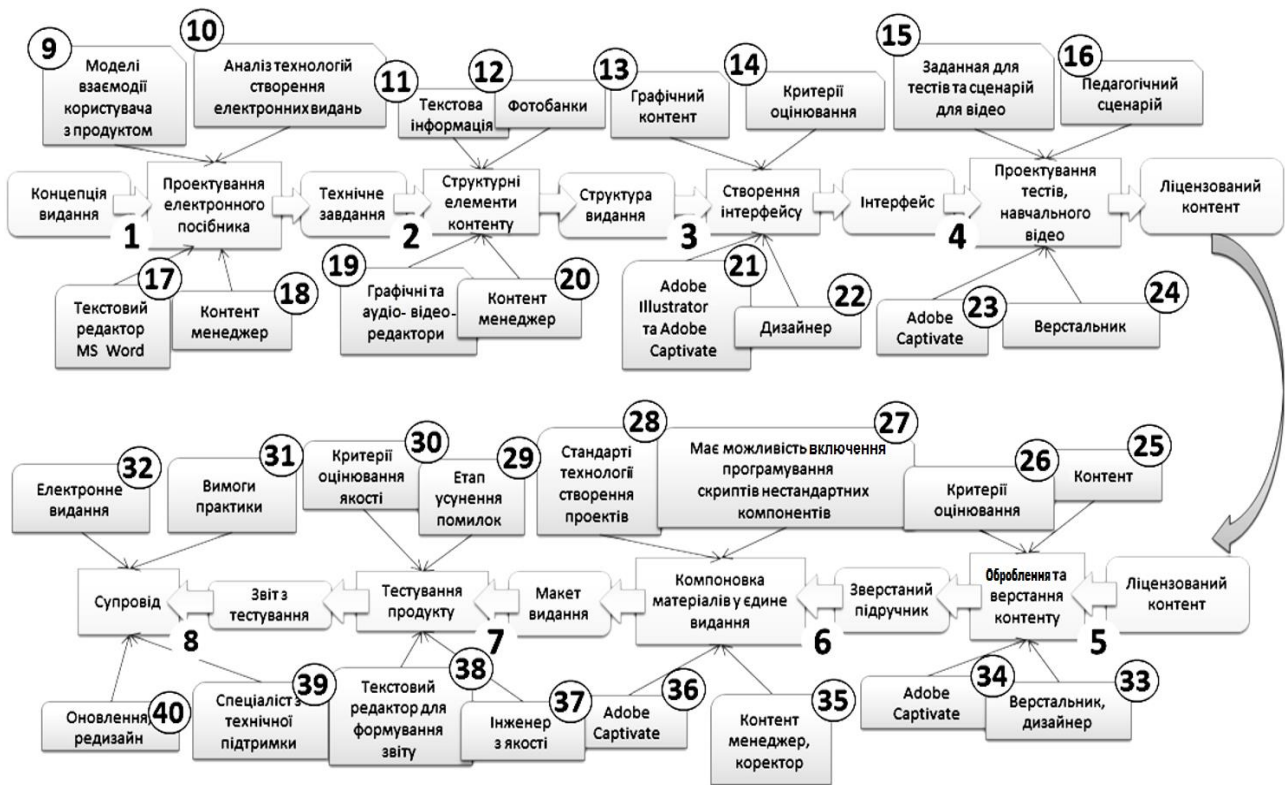 9
Моделі
взаємодії
користувача
з продуктом
10
Аналіз технологій
створення
електронних видань
11
Текстова
інформація
12
Фотобанки
13
Графічний
контент
14
Критерії
оцінювання
15
Заданная для
тестів та сценарій
для відео
16
Педагогічний
сценарій
Концепція
видання
1
Проектування
електронного
посібника
Технічне
завдання
2
Структурні
елементи
контенту
Структура
видання
3
Створення
інтерфейсу
Інтерфейс
4
Проектування
тестів,
навчального
відео
Ліцензований
контент
17
Текстовий
редактор
MS Word
18
Контент
менеджер
19
Графічні та
аудіо- відео-
редактори
20
Контент
менеджер
21
Adobe
Illustrator
та Adobe
Captivate
22
Дизайнер
23
Adobe
Captivate
24
Верстальник
32
Електронне
видання
31
Вимоги
практики
30
Критерії
оцінювання
якості
29
Етап
усунення
помилок
28
Стандарті
технології
створення
проектів
27
Має можливість включення
програмування
скриптів нестандартних
компонентів
26
Критерії
оцінювання
25
Контент
Супровід
8
Звіт з
тестування
Тестування
продукту
7
Макет
видання
Компоновка
матеріалів у єдине
видання
6
Зверстаний
підручник
Оброблення та
верстання
контенту
5
Ліцензований
контент
40
Оновлення,
редизайн
39
Спеціаліст з
технічної
підтримки
38
Текстовий
редактор для
формування
звіту
37
Інженер
з якості
36
Adobe
Captivate
35
Контент
менеджер,
коректор
34
Adobe
Captivate
33
Верстальник,
дизайнер